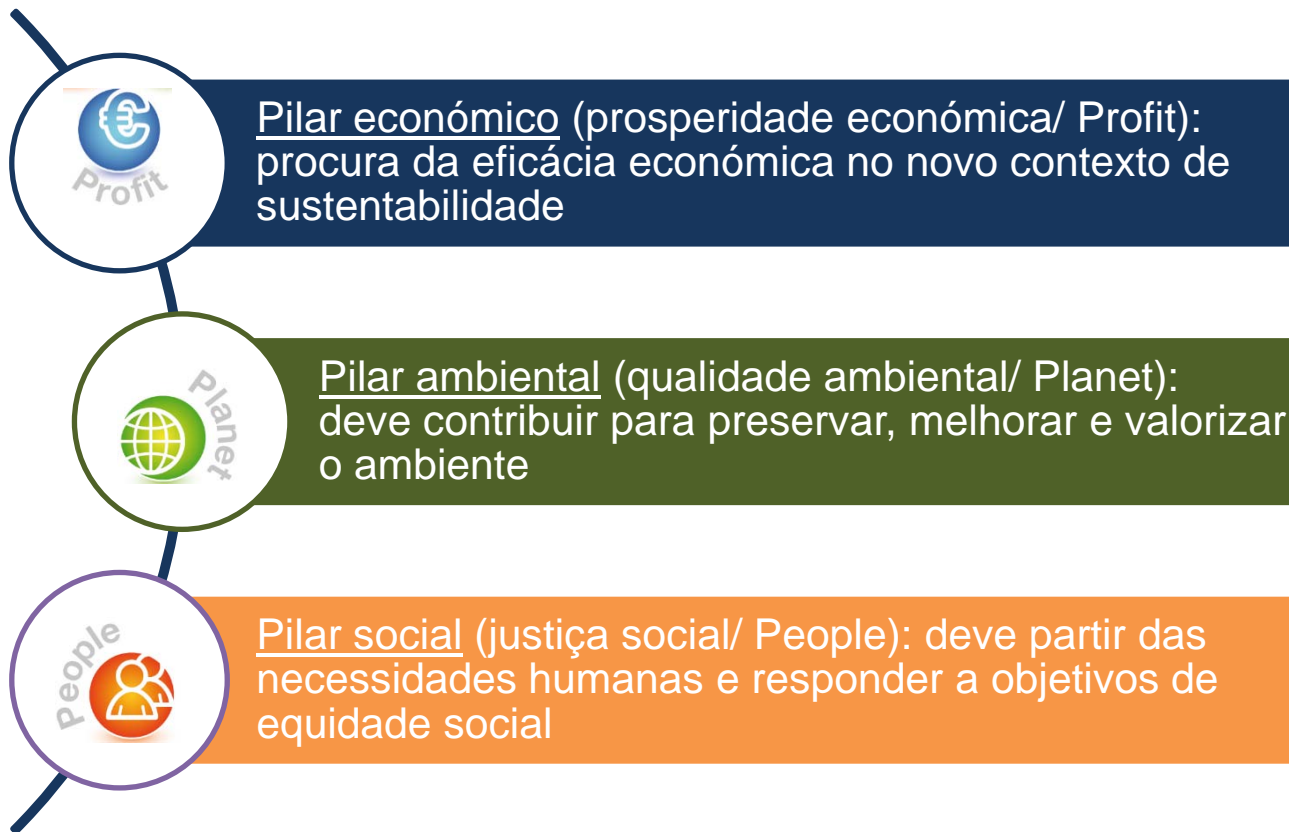 Profit
Pilar económico (prosperidade económica/ Profit):
procura da eficácia económica no novo contexto de
sustentabilidade
Planet
Pilar ambiental (qualidade ambiental/ Planet):
deve contribuir para preservar, melhorar e valorizar
o ambiente
People
Pilar social (justiça social/ People): deve partir das
necessidades humanas e responder a objetivos de
equidade social